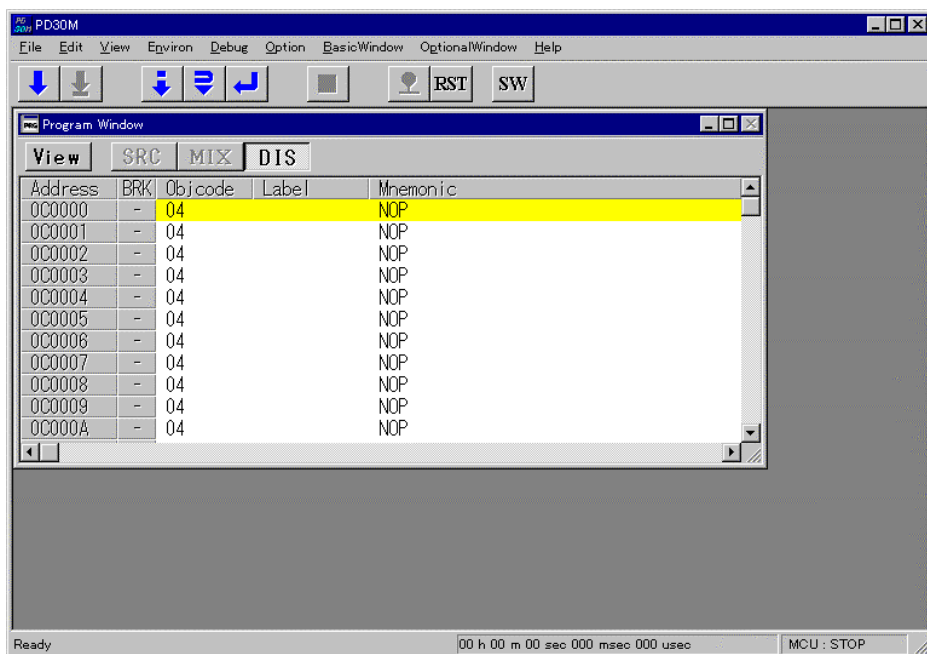 PD30M
File Edit View Environ Debug Option BasicWindow OptionalWindow Help
RST SW
Program Window
View SRC MIX DIS
Address BRK Objcode Label Mnemonic
0C0000 - 04 NOP
0C0001 - 04 NOP
0C0002 - 04 NOP
0C0003 - 04 NOP
0C0004 - 04 NOP
0C0005 - 04 NOP
0C0006 - 04 NOP
0C0007 - 04 NOP
0C0008 - 04 NOP
0C0009 - 04 NOP
0C000A - 04 NOP
Ready 00 h 00 m 00 sec 000 msec 000 usec MCU : STOP